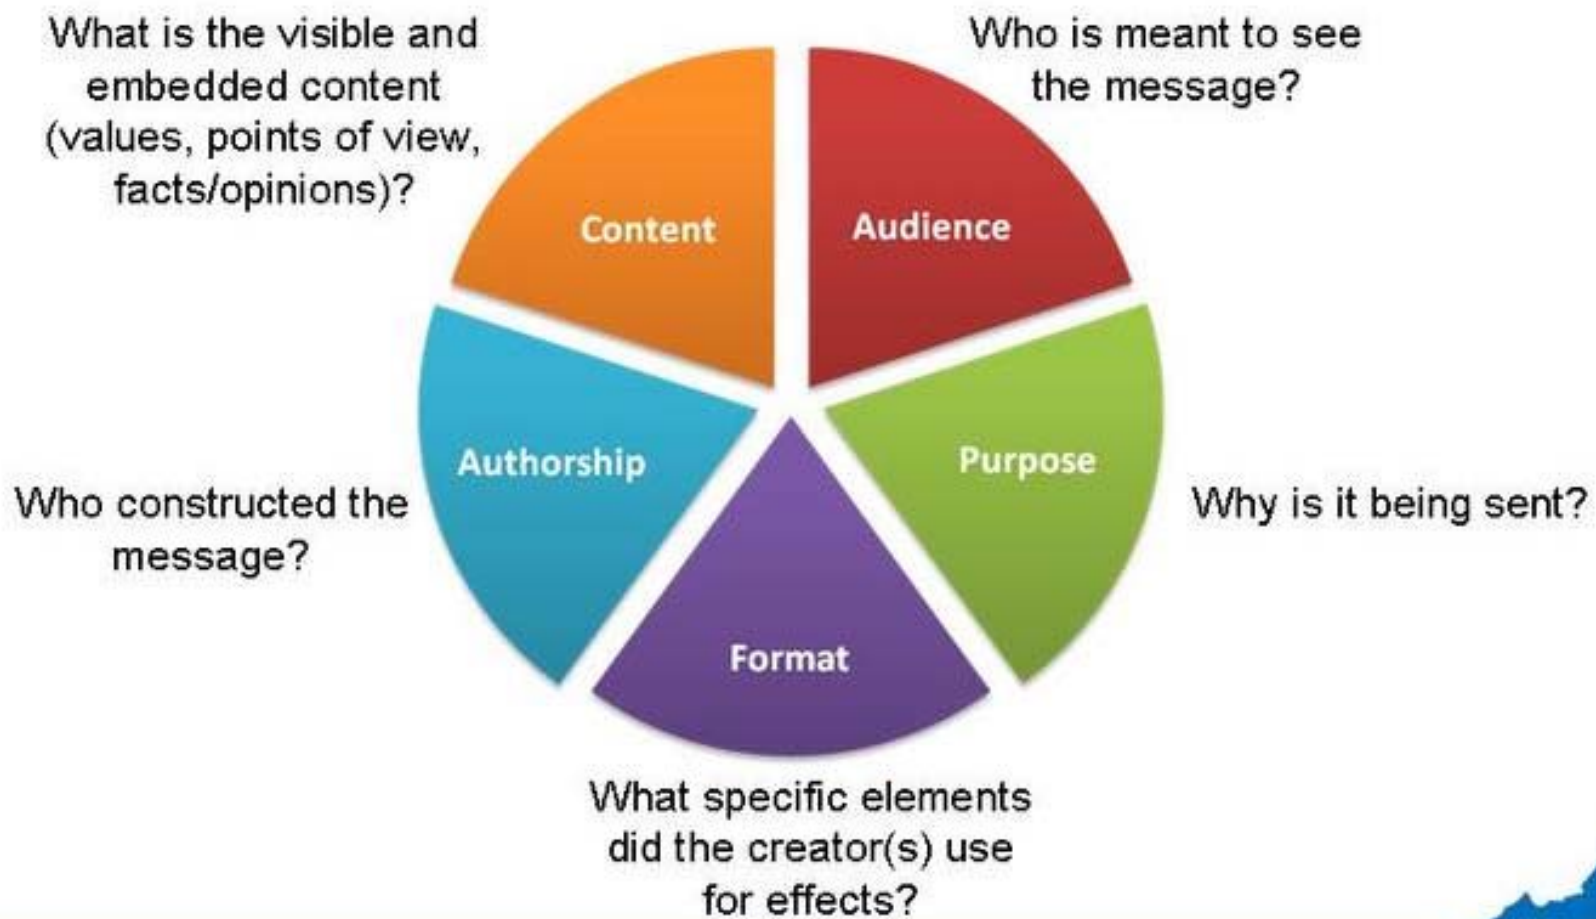 What is the visible and
embedded content
(values, points of view,
facts/opinions)?
Who is meant to see
the message?
Content
Audience
Authorship
Purpose
Who constructed the
message?
Why is it being sent?
Format
What specific elements
did the creator(s) use
for effects?